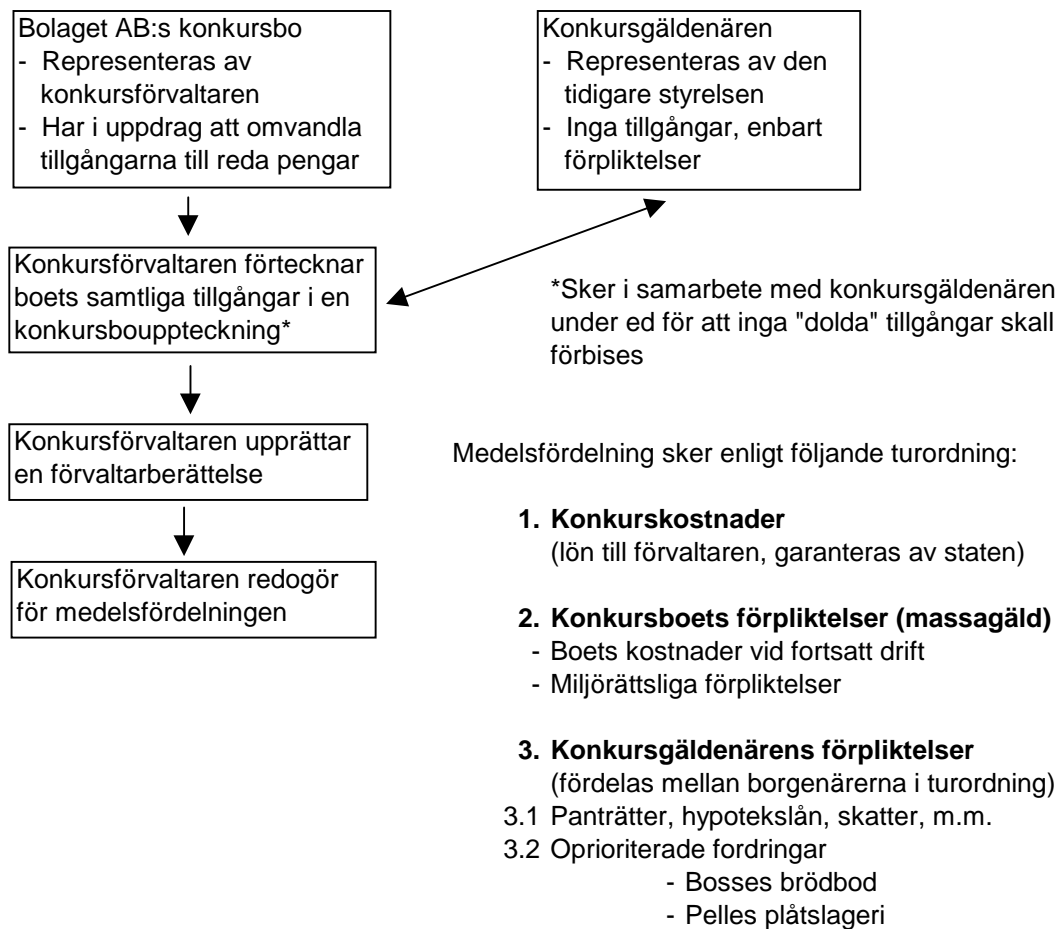 Bolaget AB:s konkursbo
- Representeras av
konkursförvaltaren
- Har i uppdrag att omvandla
tillgångarna till reda pengar
Konkursgäldenären
- Representeras av den
tidigare styrelsen
- Inga tillgångar, enbart
förpliktelser
Konkursförvaltaren förtecknar
boets samtliga tillgångar i en
konkursbouppteckning*
*Sker i samarbete med konkursgäldenären
under ed för att inga "dolda" tillgångar skall
förbises
Konkursförvaltaren upprättar
en förvaltarberättelse
Konkursförvaltaren redogör
för medelsfördelningen
Medelsfördelning sker enligt följande turordning:
1. Konkurskostnader
(lön till förvaltaren, garanteras av staten)
2. Konkursboets förpliktelser (massagäld)
- Boets kostnader vid fortsatt drift
- Miljörättsliga förpliktelser
3. Konkursgäldenärens förpliktelser
(fördelas mellan borgenärerna i turordning)
3.1 Panträtter, hypotekslån, skatter, m.m.
3.2 Oprioriterade fordringar
- Bosses brödbod
- Pelles plåtslageri